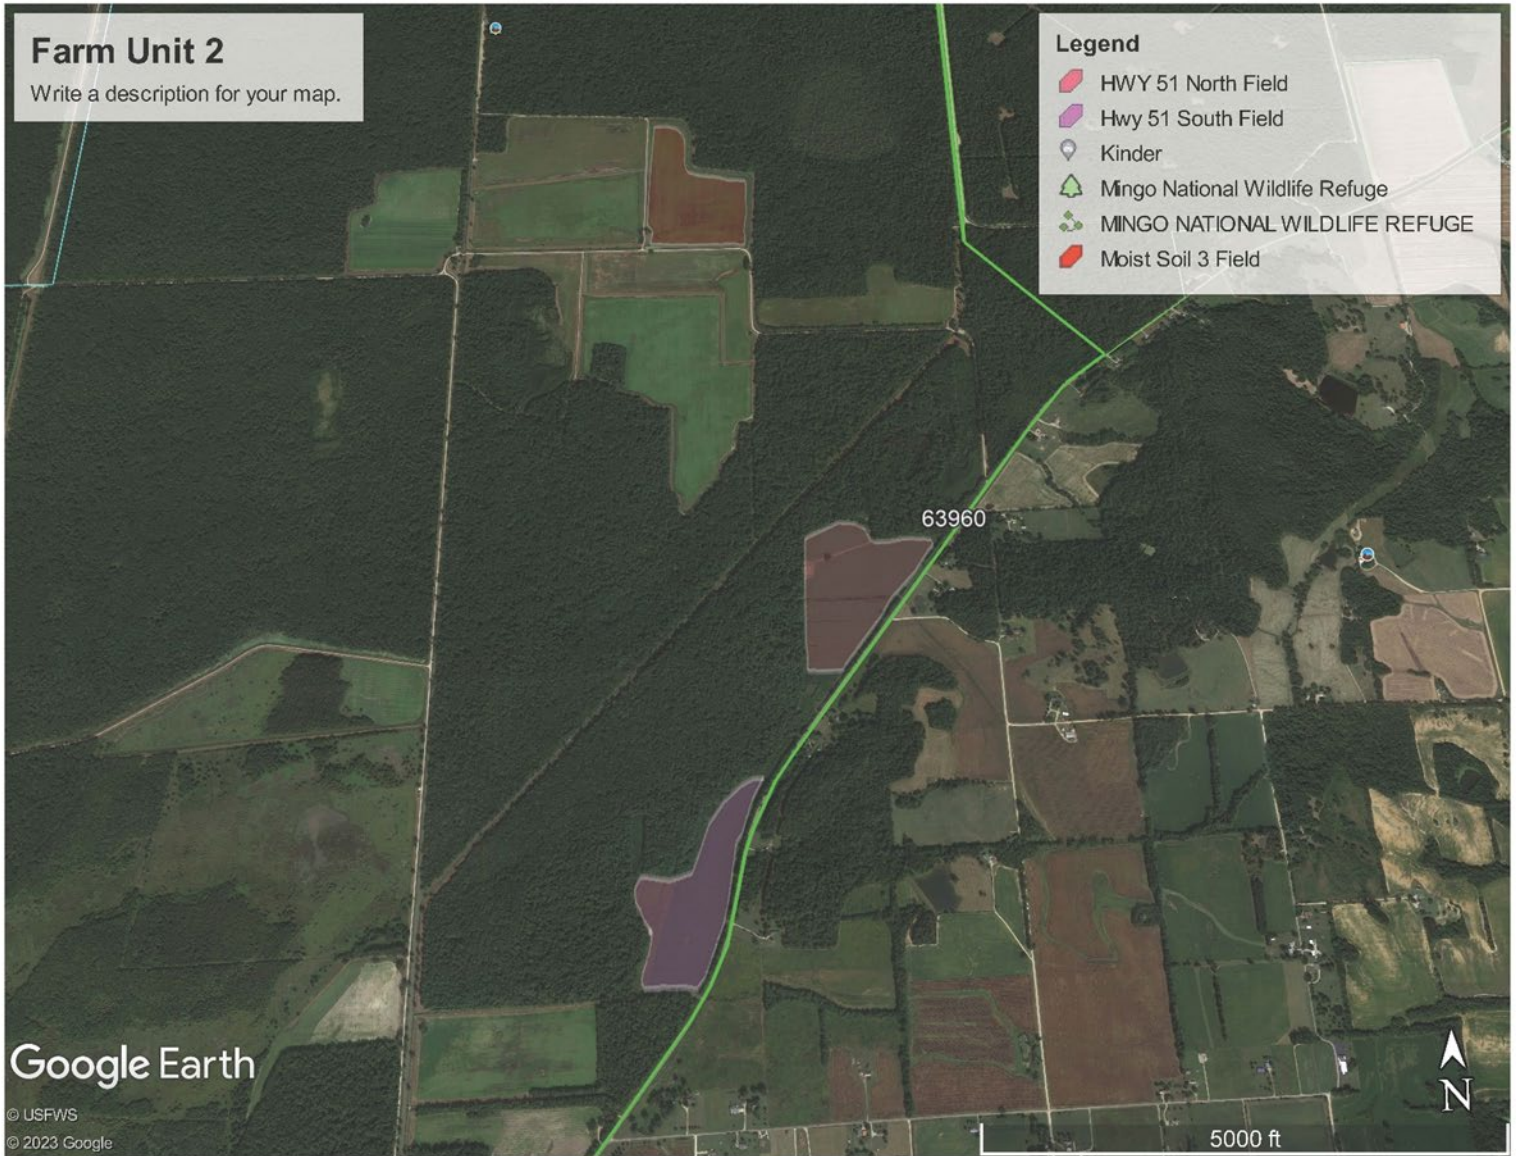 Farm Unit 2
Write a description for your map.
Legend
HWY 51 North Field
Hwy 51 South Field
Kinder
Mingo National Wildlife Refuge
MINGO NATIONAL WILDLIFE REFUGE
Moist Soil 3 Field
63960
Google Earth
© USFWS
© 2023 Google
N
5000 ft